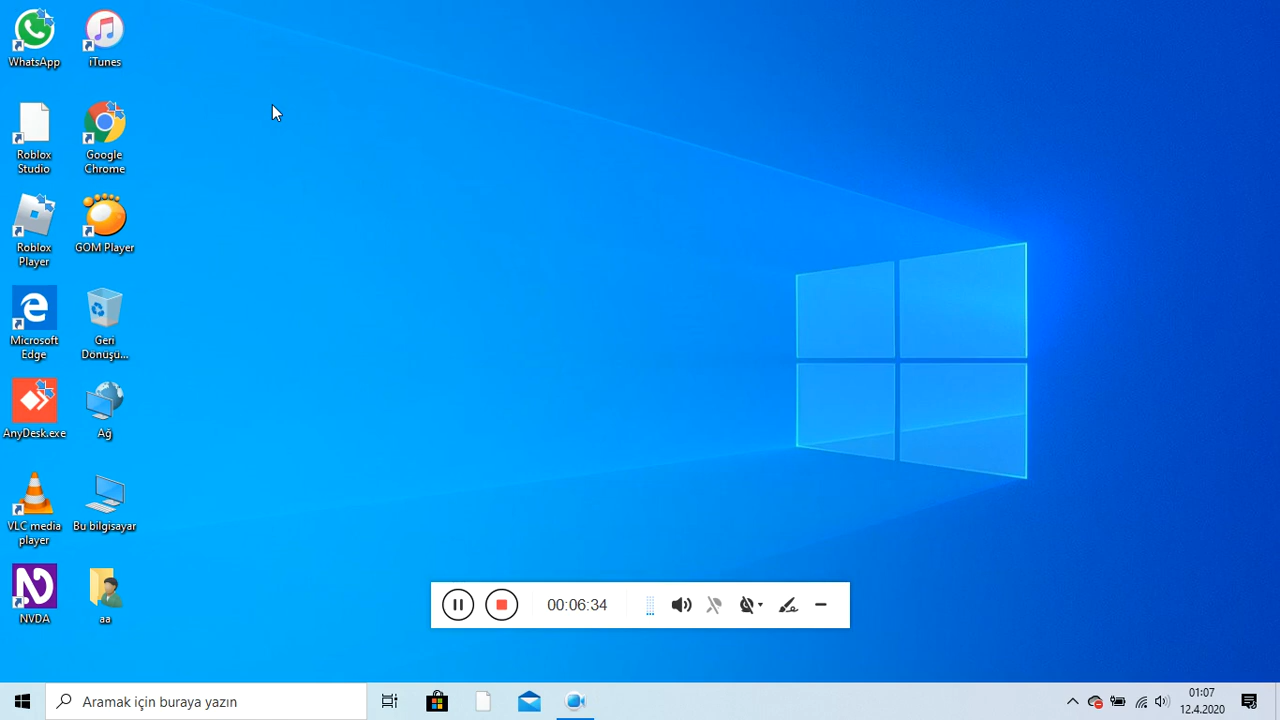 WhatsApp
iTunes
Roblox
Studio
Google
Chrome
Roblox
Player
GOM Player
Microsoft
Edge
Geri
Dönüşü...
AnyDesk.exe
Ağ
VLC media
player
Bu bilgisayar
NVDA
aa
00:06:34
Aramak için buraya yazın
01:07
12.4.2020